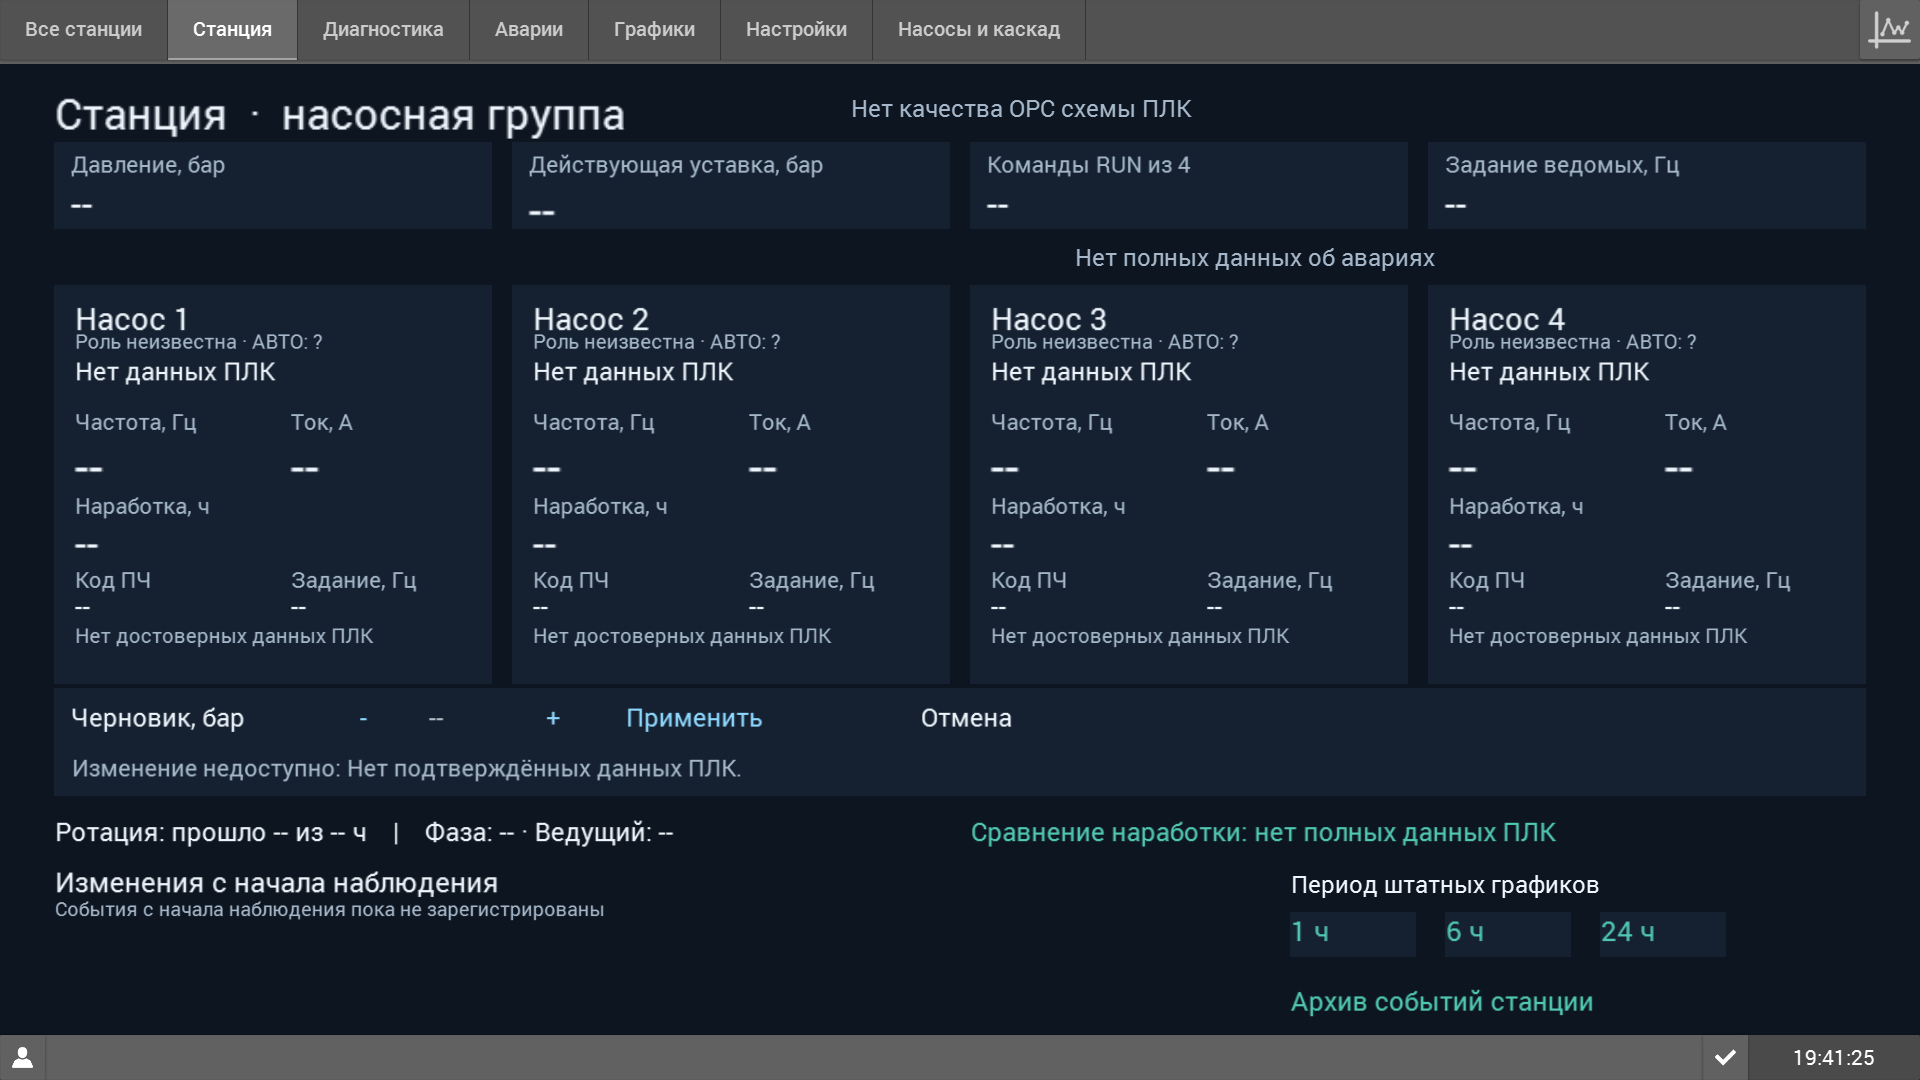 Все станции Станция Диагностика Аварии Графики Настройки Насосы и каскад
Станция · насосная группа Нет качества OPC схемы ПЛК
Давление, бар Действующая уставка, бар Команды RUN из 4 Задание ведомых, Гц
-- -- -- --
Нет полных данных об авариях
Насос 1 Насос 2 Насос 3 Насос 4
Роль неизвестна · АВТО: ? Роль неизвестна · АВТО: ? Роль неизвестна · АВТО: ? Роль неизвестна · АВТО: ?
Нет данных ПЛК Нет данных ПЛК Нет данных ПЛК Нет данных ПЛК
Частота, Гц Ток, А Частота, Гц Ток, А Частота, Гц Ток, А Частота, Гц Ток, А
-- -- -- -- -- -- -- --
Наработка, ч Наработка, ч Наработка, ч Наработка, ч
-- -- -- --
Код ПЧ Задание, Гц Код ПЧ Задание, Гц Код ПЧ Задание, Гц Код ПЧ Задание, Гц
-- -- -- -- -- -- -- --
Нет достоверных данных ПЛК Нет достоверных данных ПЛК Нет достоверных данных ПЛК Нет достоверных данных ПЛК
Черновик, бар - -- + Применить Отмена
Изменение недоступно: Нет подтверждённых данных ПЛК.
Ротация: прошло -- из -- ч | Фаза: -- · Ведущий: -- Сравнение наработки: нет полных данных ПЛК
Изменения с начала наблюдения Период штатных графиков
События с начала наблюдения пока не зарегистрированы
1 ч 6 ч 24 ч
Архив событий станции
19:41:25